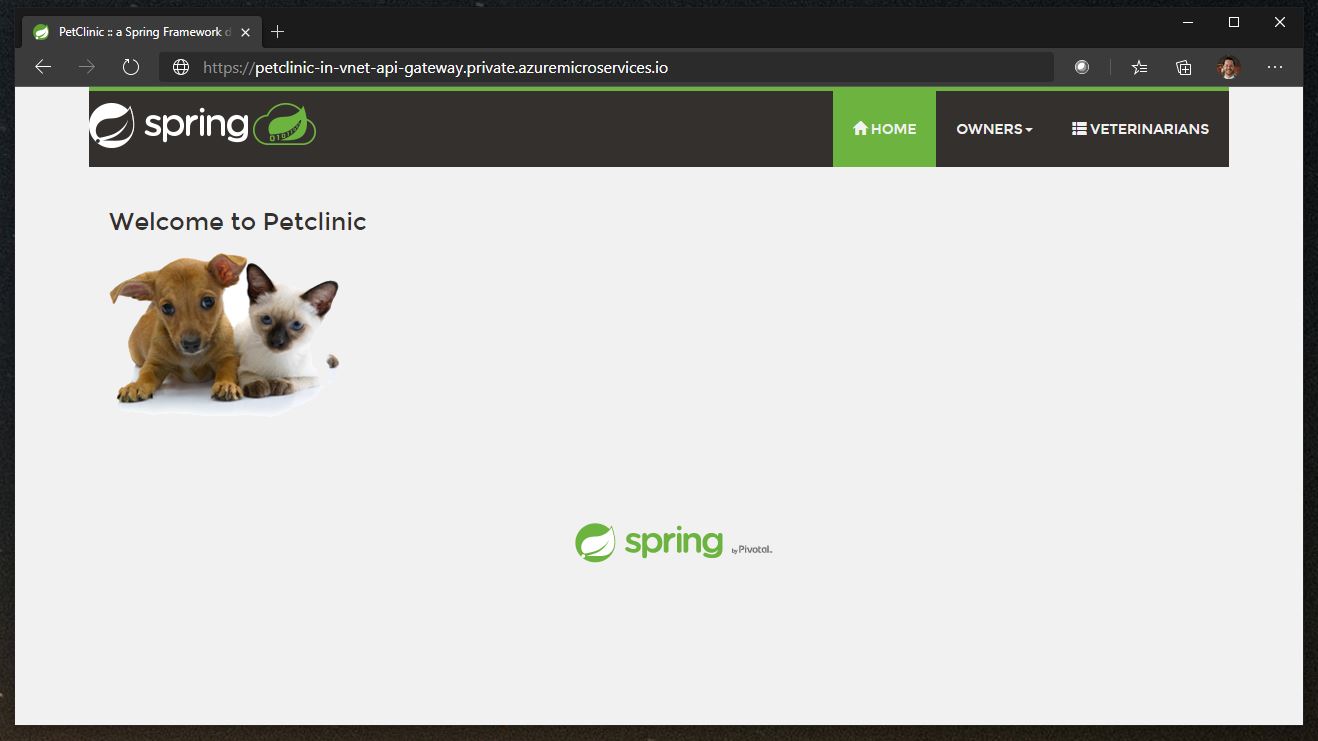 PetClinic :: a Spring Framework d
https://petclinic-in-vnet-api-gateway.private.azuremicroservices.io
spring
HOME
OWNERS
VETERINARIANS
Welcome to Petclinic
spring by Pivotal